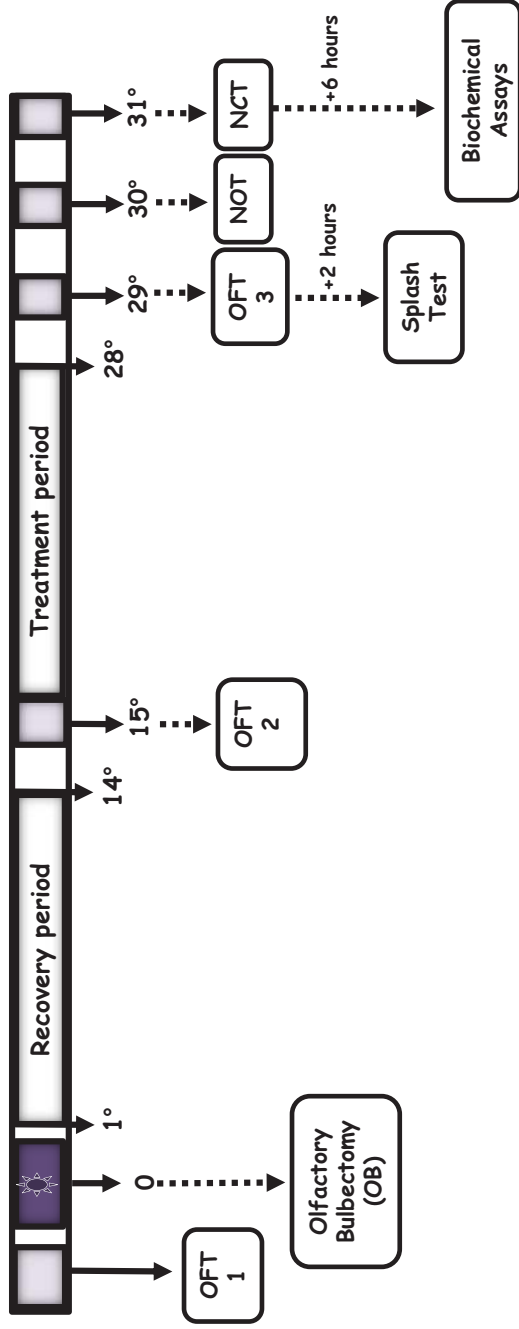 Recovery period
Treatment period
0
1°
14°
15°
28°
29°
30°
31°
OFT
1
Olfactory
Bulbectomy
(OB)
OFT
2
OFT
3
+2 hours
Splash
Test
NOT
NCT
+6 hours
Biochemical
Assays